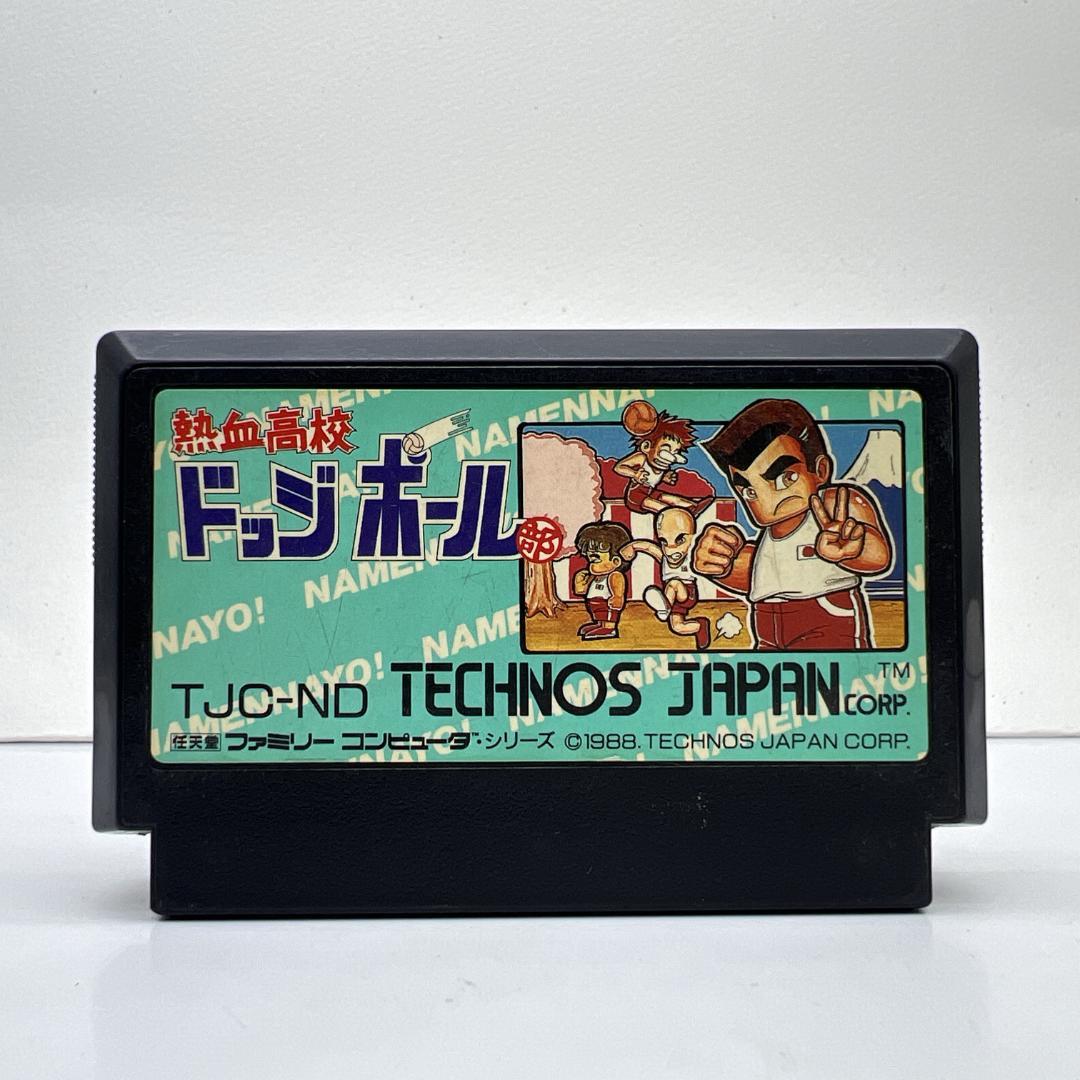 熱血高校
ドッジボール部
NAMENNAYO!
TJC-ND TECHNOS JAPAN CORP.™
任天堂 ファミリー コンピュータ・シリーズ ©1988. TECHNOS JAPAN CORP.